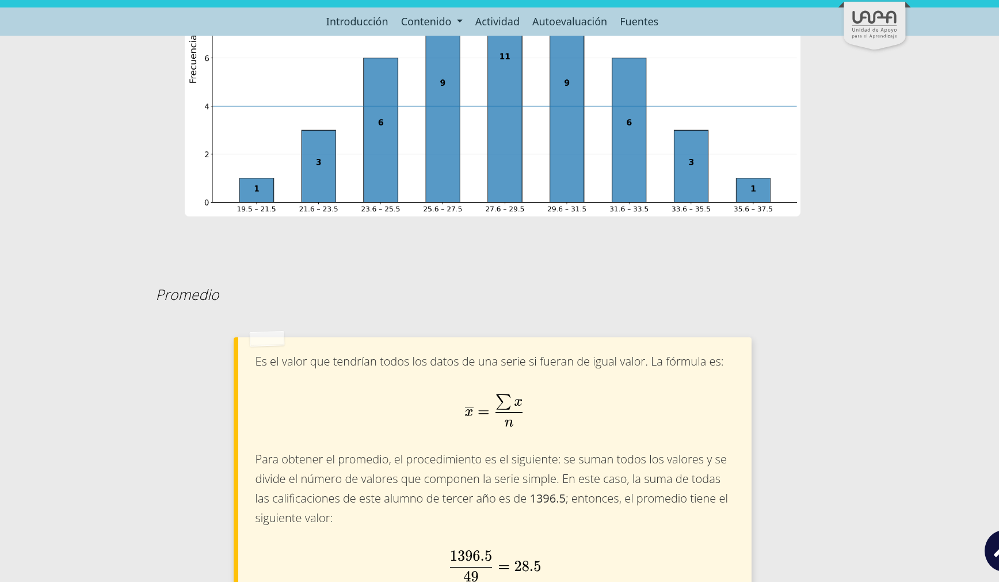 Introducción Contenido Actividad Autoevaluación Fuentes
UAPA
Unidad de Apoyo
para el Aprendizaje
Frecuencia
6
4
2
0
1
3
6
9
11
9
6
3
1
19.5 – 21.5 21.6 – 23.5 23.6 – 25.5 25.6 – 27.5 27.6 – 29.5 29.6 – 31.5 31.6 – 33.5 33.6 – 35.5 35.6 – 37.5
Promedio
Es el valor que tendrían todos los datos de una serie si fueran de igual valor. La fórmula es:
x̅ = ∑ x / n
Para obtener el promedio, el procedimiento es el siguiente: se suman todos los valores y se
divide el número de valores que componen la serie simple. En este caso, la suma de todas
las calificaciones de este alumno de tercer año es de 1396.5; entonces, el promedio tiene el
siguiente valor:
1396.5 / 49 = 28.5